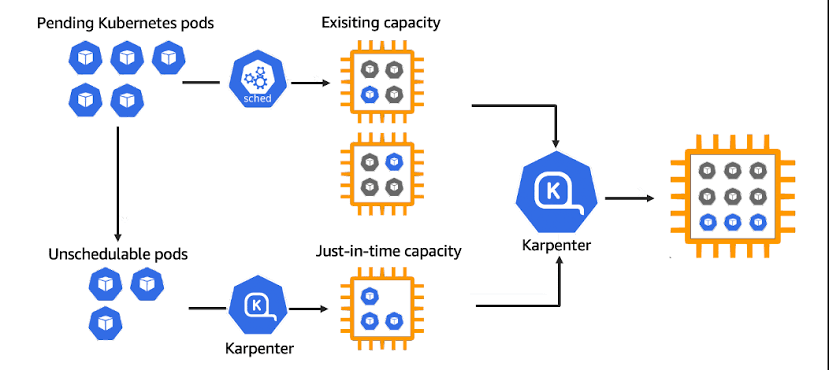 Pending Kubernetes pods
Exisiting capacity
sched
K
Karpenter
Unschedulable pods
Just-in-time capacity
K
Karpenter